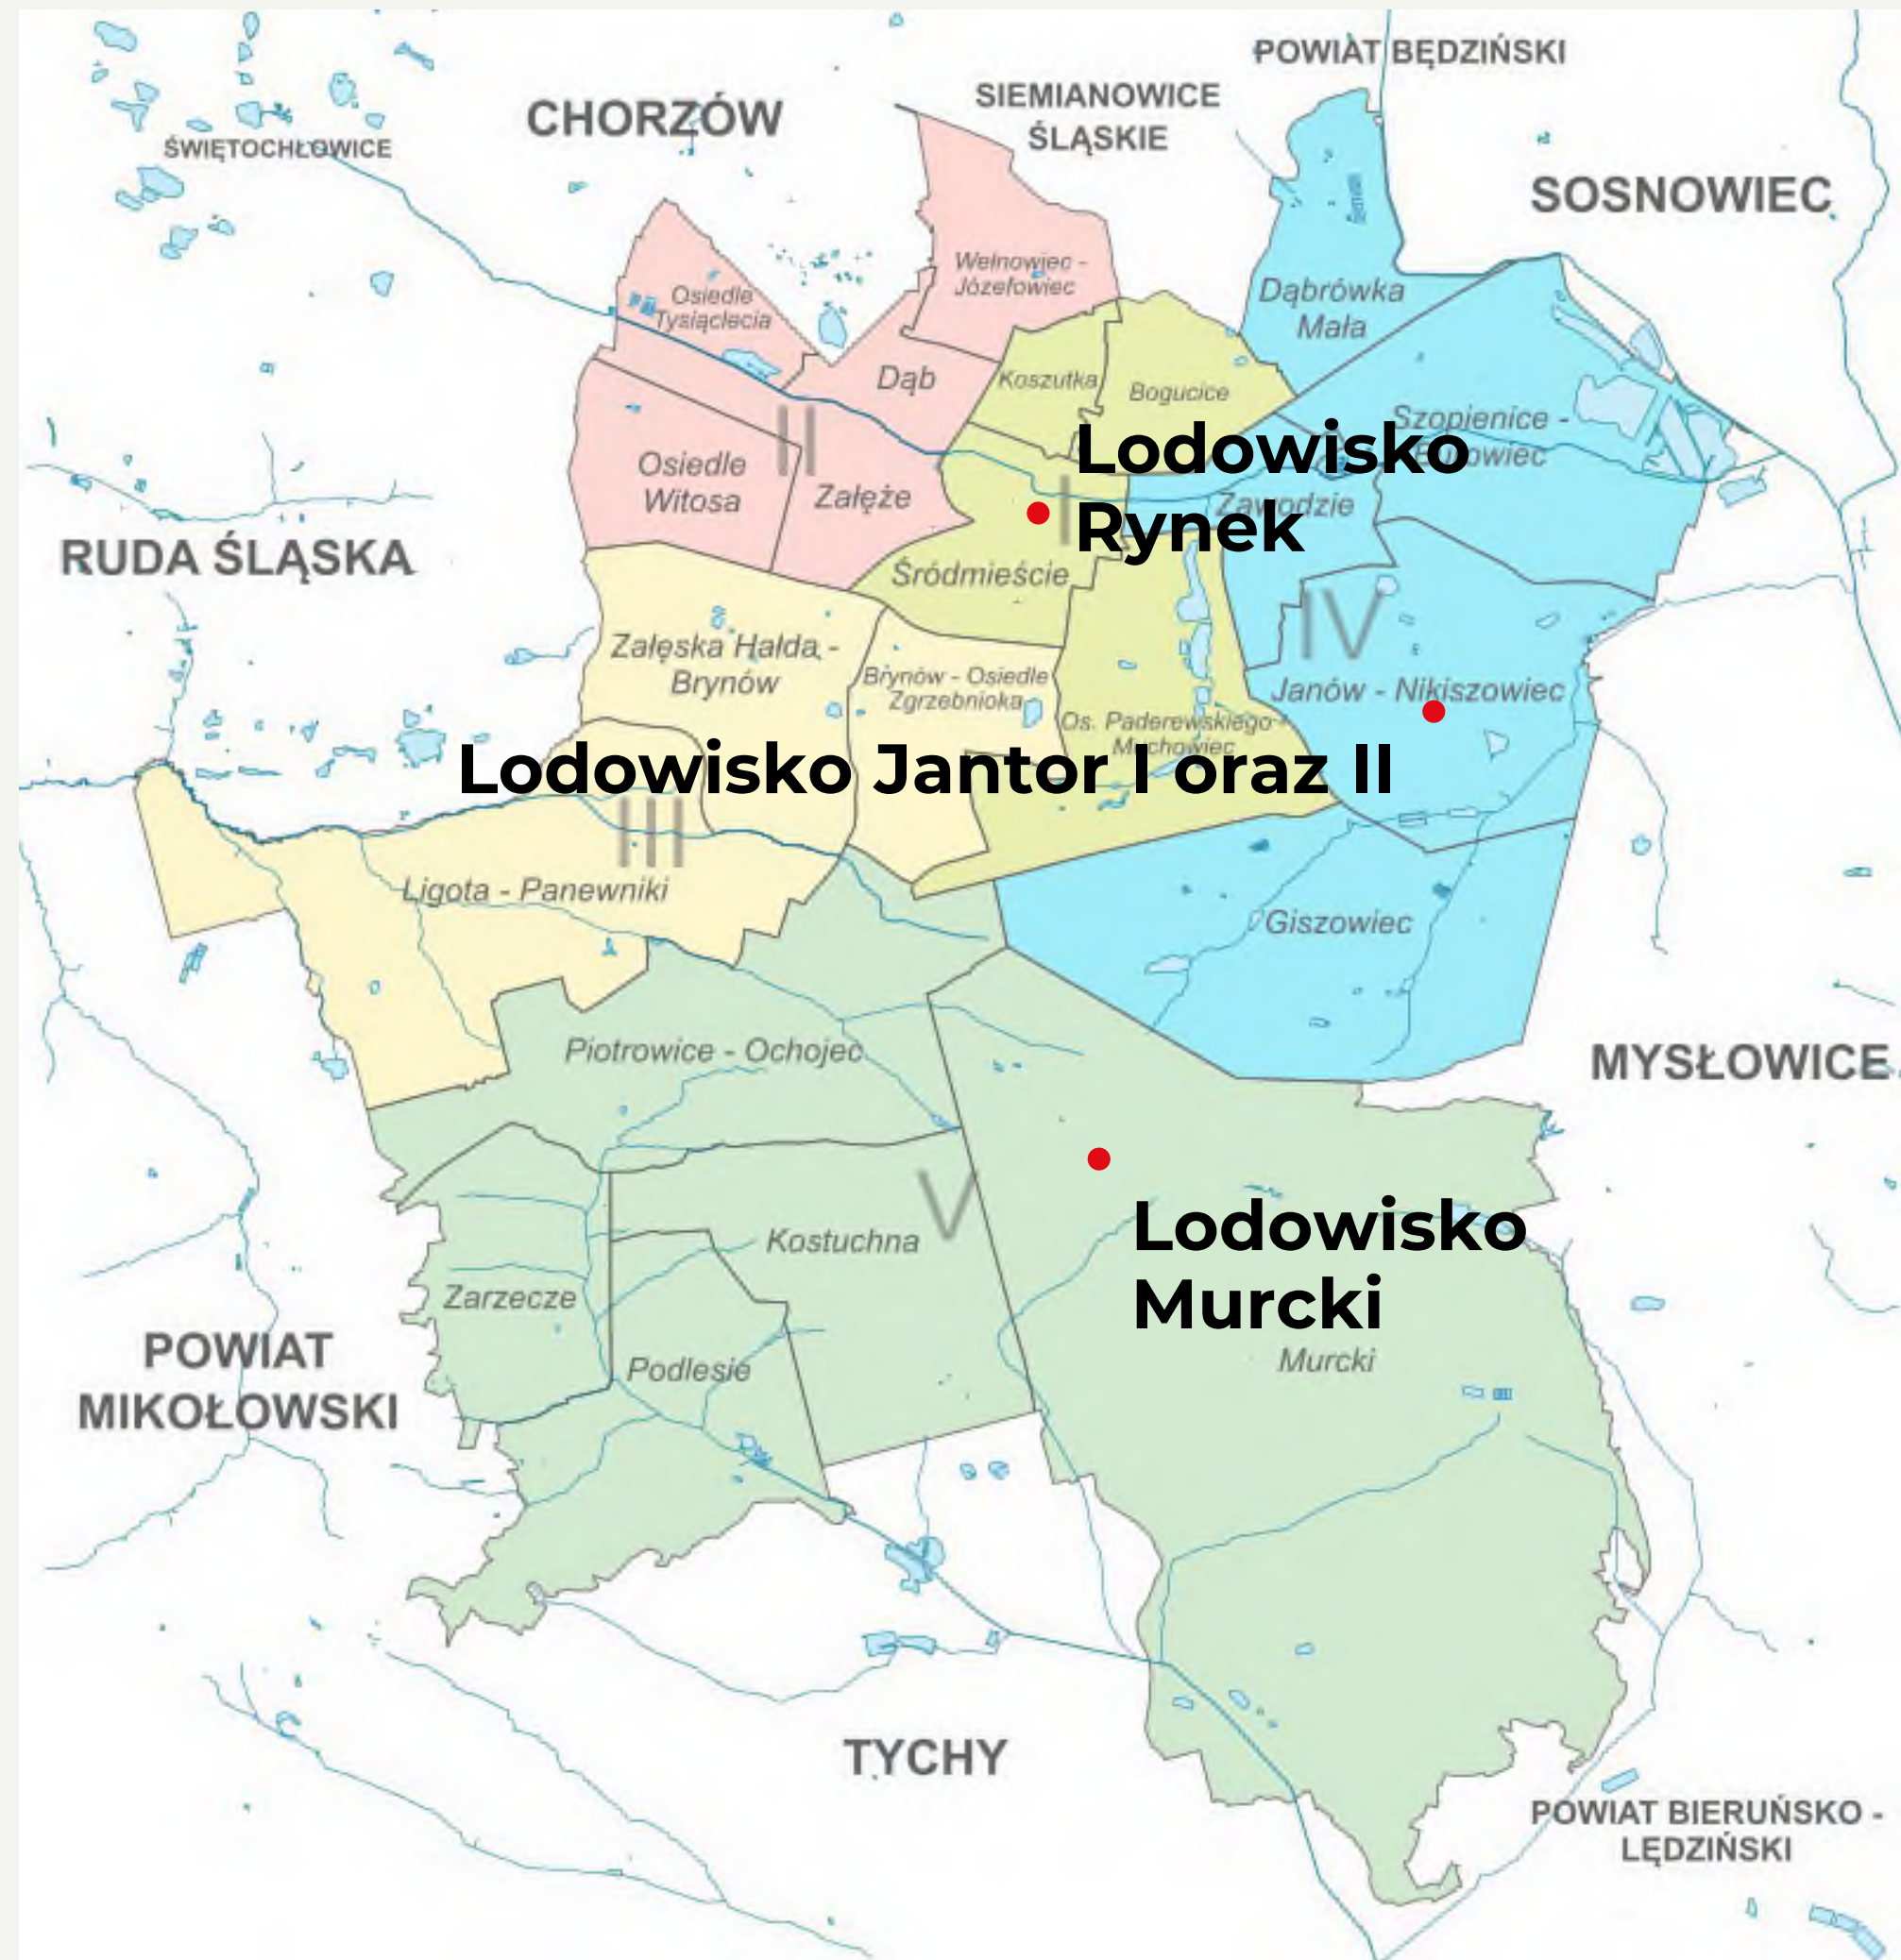 POWIAT BĘDZIŃSKI
SIEMIANOWICE
ŚLĄSKIE
CHORZÓW
ŚWIĘTOCHŁOWICE
SOSNOWIEC
Wełnowiec -
Józefowiec
Osiedle
Tysiąclecia
Dąbrówka
Mała
Dąb
Koszutka
Bogucice
II
Szopienice -
Burowiec
Lodowisko
Rynek
Osiedle
Witosa
Załęże
I
Zawodzie
RUDA ŚLĄSKA
Śródmieście
IV
Załęska Hałda -
Brynów
Brynów - Osiedle
Zgrzebnioka
Janów - Nikiszowiec
Os. Paderewskiego -
Muchowiec
Lodowisko Jantor I oraz II
III
Ligota - Panewniki
Giszowiec
Piotrowice - Ochojec
MYSŁOWICE
V
Kostuchna
Lodowisko
Murcki
Zarzecze
Murcki
POWIAT
MIKOŁOWSKI
Podlesie
TYCHY
POWIAT BIERUŃSKO -
LĘDZIŃSKI